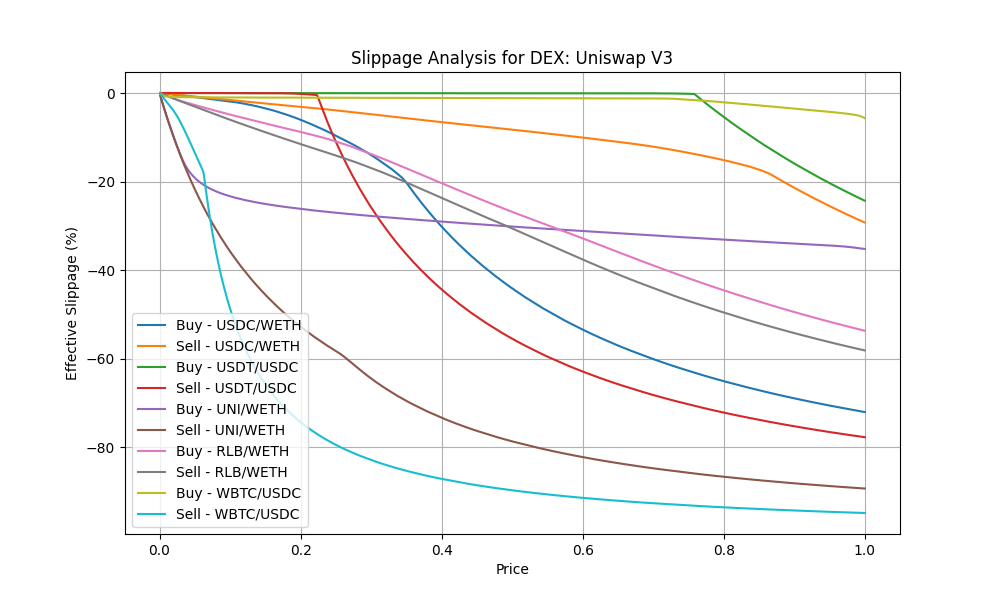 Slippage Analysis for DEX: Uniswap V3
Effective Slippage (%)
0
−20
−40
−60
−80
Buy - USDC/WETH
Sell - USDC/WETH
Buy - USDT/USDC
Sell - USDT/USDC
Buy - UNI/WETH
Sell - UNI/WETH
Buy - RLB/WETH
Sell - RLB/WETH
Buy - WBTC/USDC
Sell - WBTC/USDC
0.0 0.2 0.4 0.6 0.8 1.0
Price